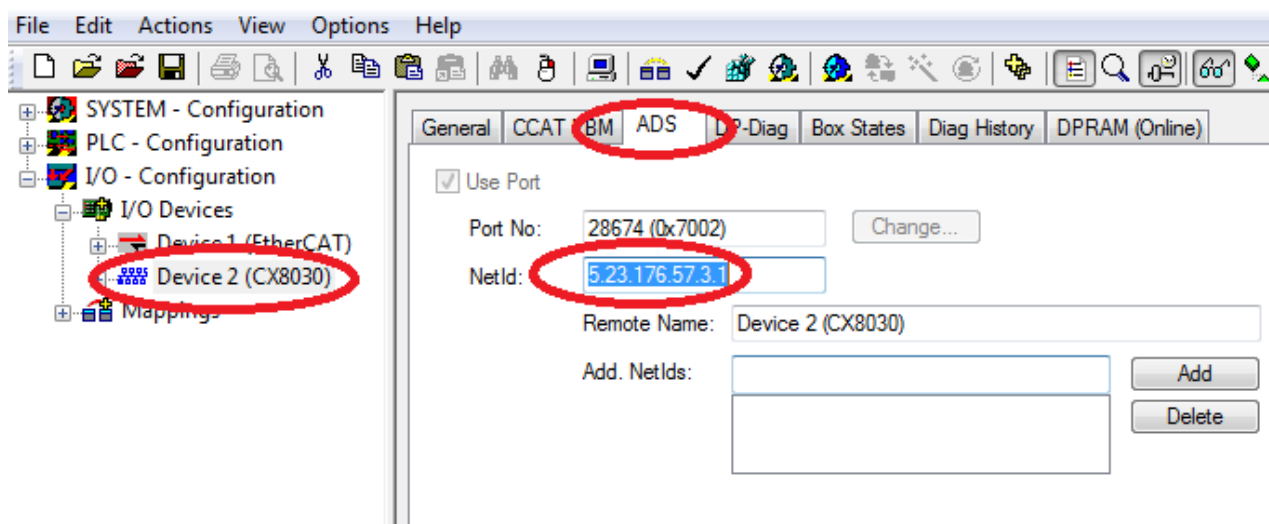 File Edit Actions View Options Help
SYSTEM - Configuration
PLC - Configuration
I/O - Configuration
I/O Devices
Device 1 (EtherCAT)
Device 2 (CX8030)
Mappings
General CCAT PBM ADS DP-Diag Box States Diag History DPRAM (Online)
Use Port
Port No: 28674 (0x7002) Change...
NetId: 5.23.176.57.3.1
Remote Name: Device 2 (CX8030)
Add. NetIds: Add
Delete